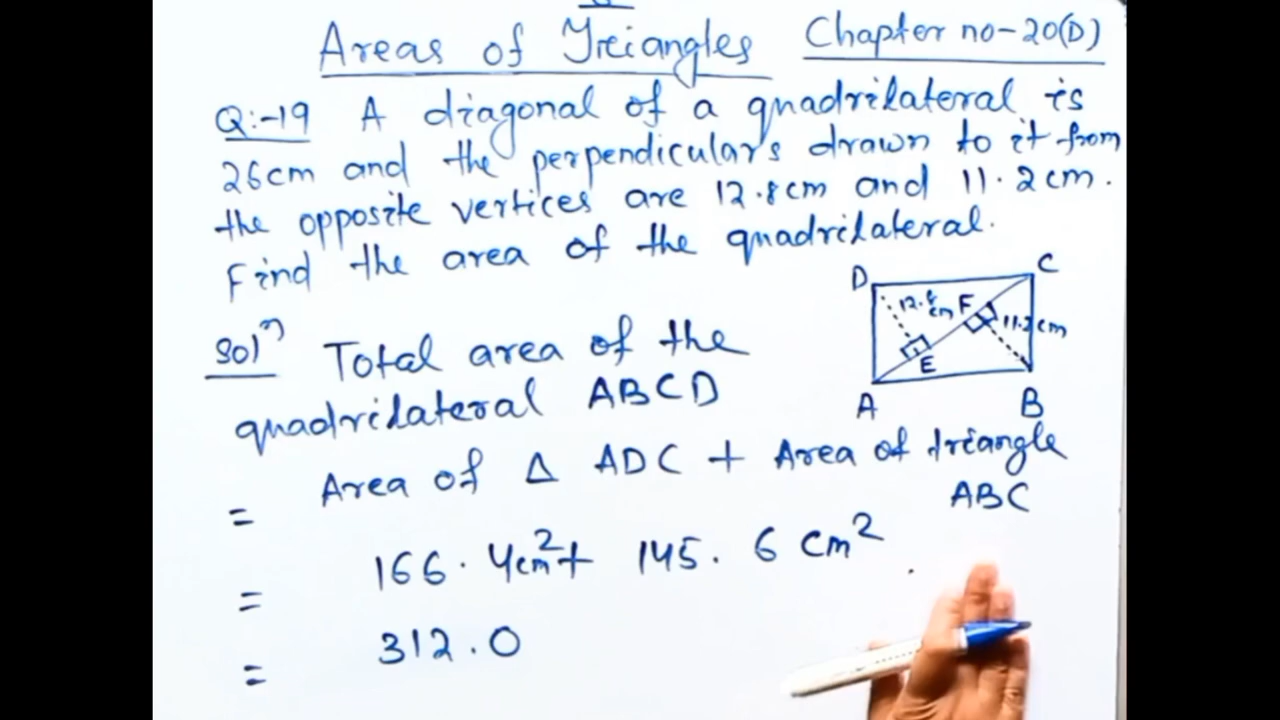 Areas of Treiangles Chapter no-20(D)
Q:-19 A diagonal of a quadrilateral is
26cm and the perpendiculars drawn to it from
the opposite vertices are 12.8cm and 11.2cm.
Find the area of the quadrilateral.
D C
12.8 cm F 11.2cm
E
A B
Solⁿ Total area of the
quadrilateral ABCD
= Area of Δ ADC + Area of triangle
ABC
= 166.4cm²+ 145.6 cm²
= 312.0